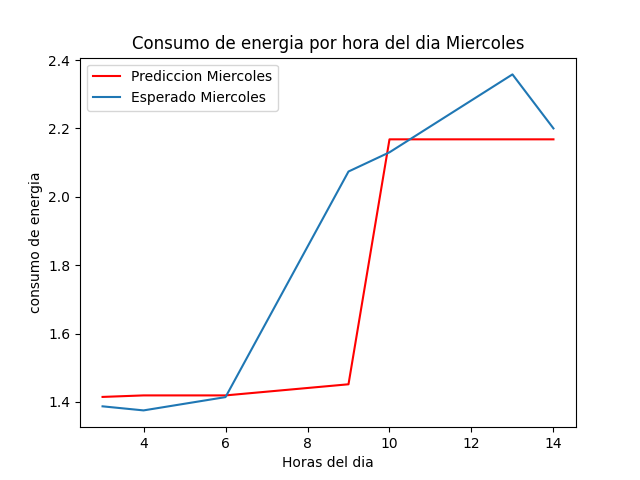 Consumo de energia por hora del dia Miercoles
Prediccion Miercoles
Esperado Miercoles
2.4
2.2
2.0
1.8
1.6
1.4
consumo de energia
4 6 8 10 12 14
Horas del dia